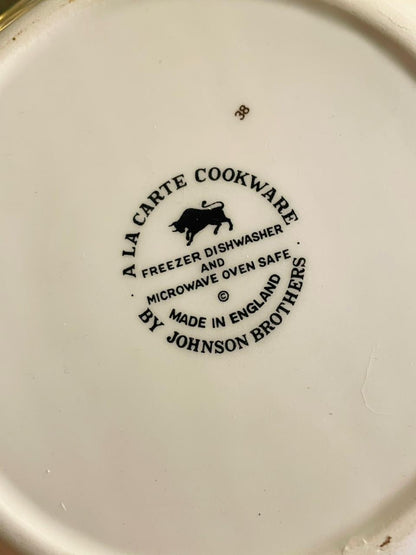 38
A LA CARTE COOKWARE
FREEZER DISHWASHER
AND
MICROWAVE OVEN SAFE
©
MADE IN ENGLAND
BY JOHNSON BROTHERS